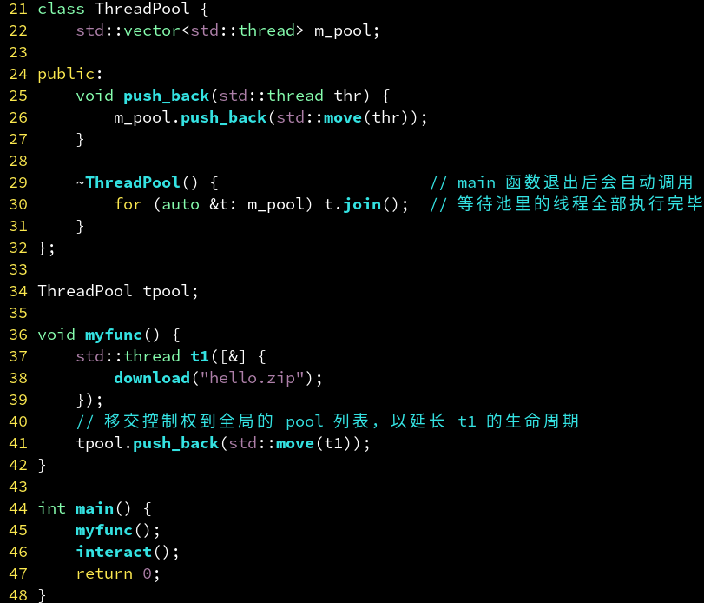 21 class ThreadPool {
22     std::vector<std::thread> m_pool;
23
24 public:
25     void push_back(std::thread thr) {
26         m_pool.push_back(std::move(thr));
27     }
28
29     ~ThreadPool() {                      // main 函数退出后会自动调用
30         for (auto &t: m_pool) t.join();  // 等待池里的线程全部执行完毕
31     }
32 };
33
34 ThreadPool tpool;
35
36 void myfunc() {
37     std::thread t1([&] {
38         download("hello.zip");
39     });
40     // 移交控制权到全局的 pool 列表，以延长 t1 的生命周期
41     tpool.push_back(std::move(t1));
42 }
43
44 int main() {
45     myfunc();
46     interact();
47     return 0;
48 }